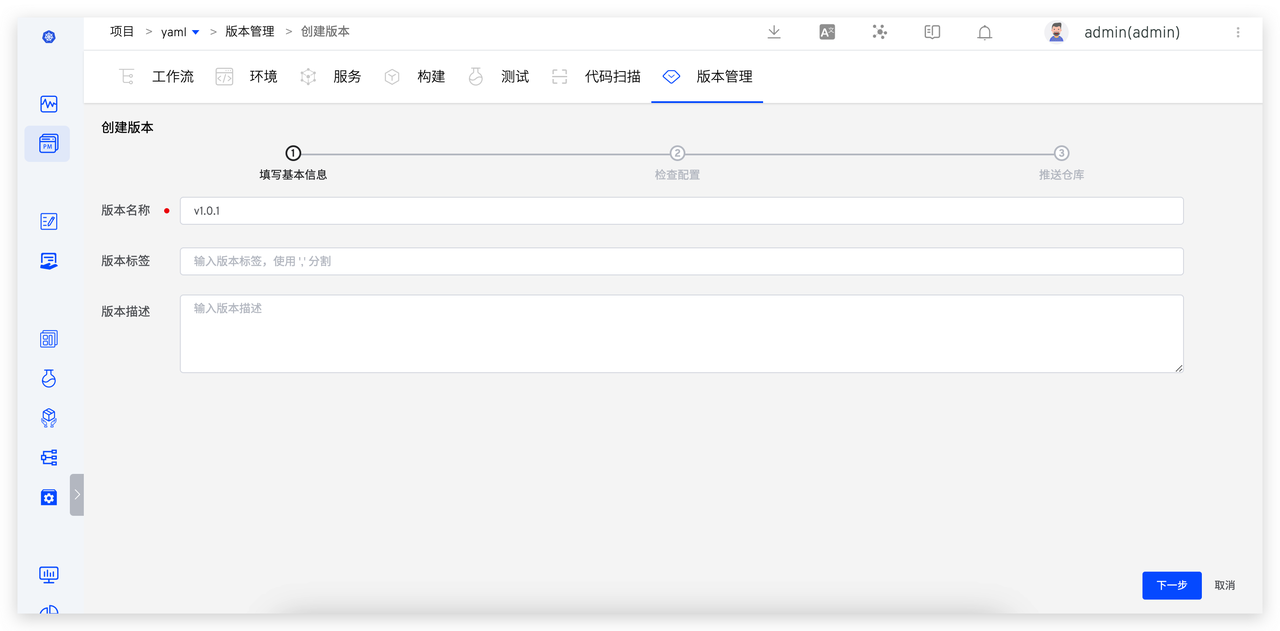 项目 > yaml > 版本管理 > 创建版本
admin(admin)
工作流 环境 服务 构建 测试 代码扫描 版本管理
创建版本
1 2 3
填写基本信息 检查配置 推送仓库
版本名称 v1.0.1
版本标签 输入版本标签，使用 ',' 分割
版本描述 输入版本描述
下一步 取消
PM